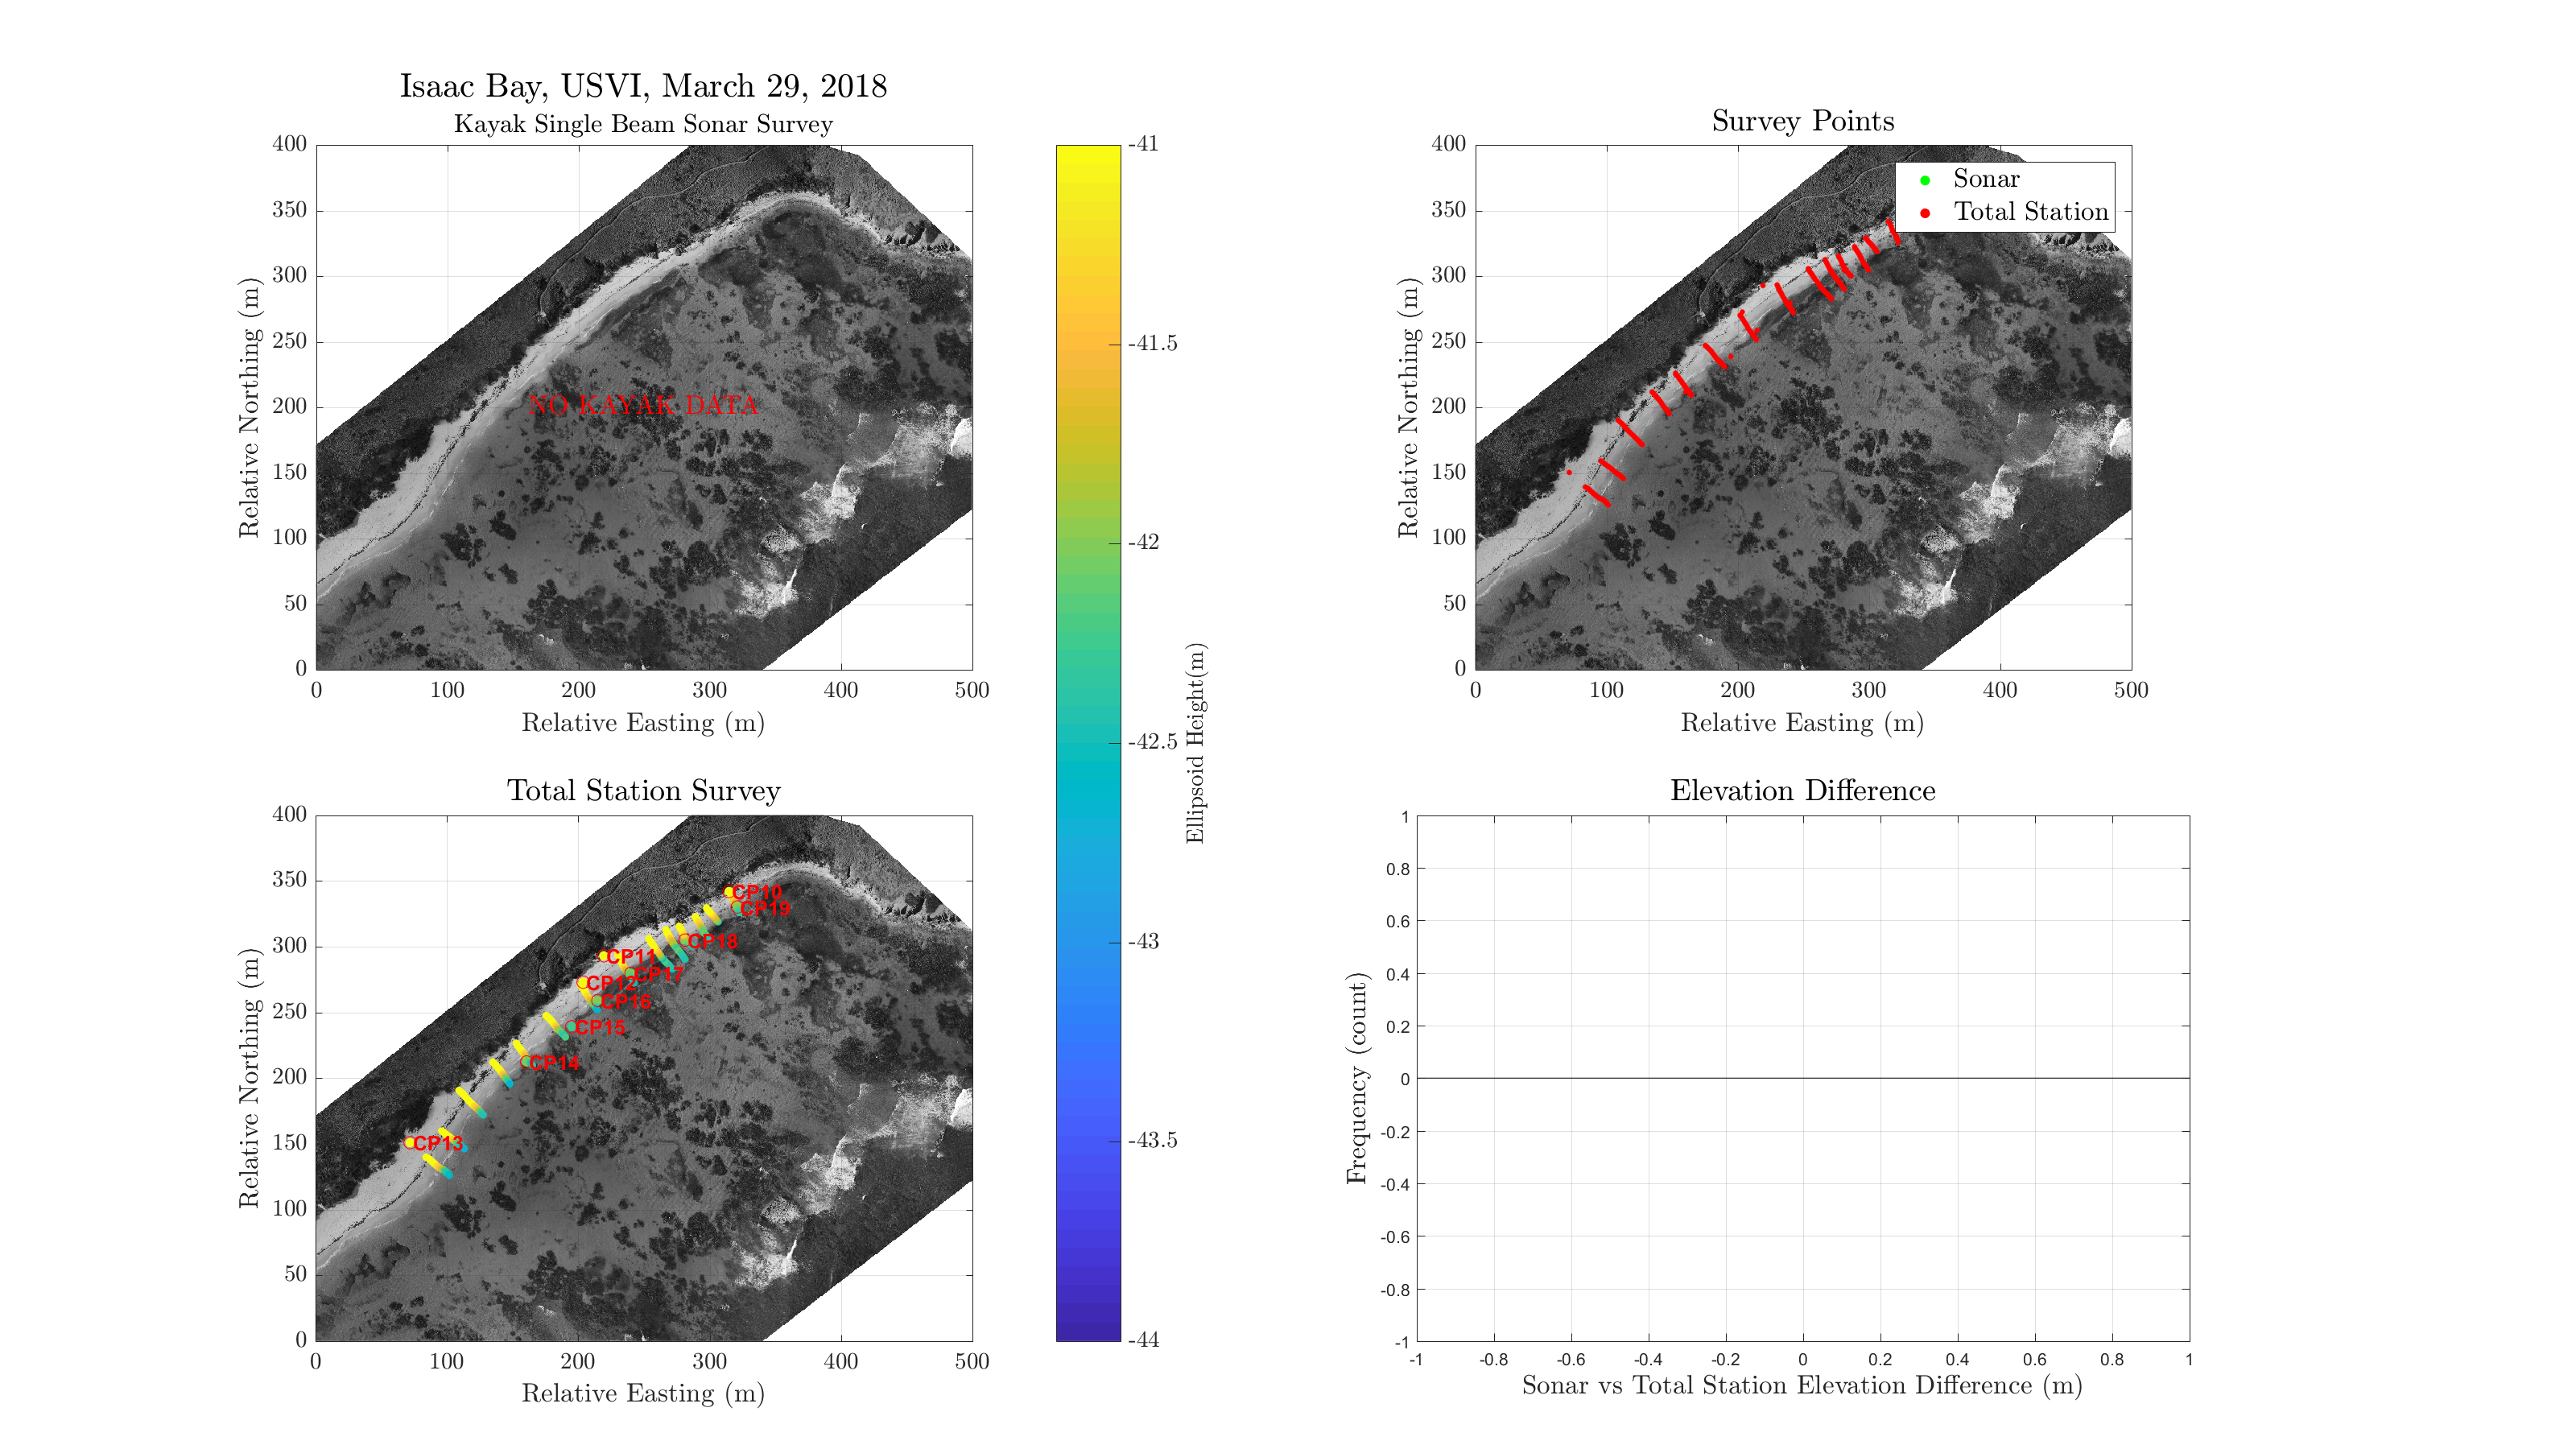 Isaac Bay, USVI, March 29, 2018
Kayak Single Beam Sonar Survey
400
350
300
250
200
150
100
50
0
Relative Northing (m)
NO KAYAK DATA
0 100 200 300 400 500
Relative Easting (m)
-41
-41.5
-42
-42.5
-43
-43.5
-44
Ellipsoid Height(m)
Survey Points
Sonar
Total Station
400
350
300
250
200
150
100
50
0
Relative Northing (m)
0 100 200 300 400 500
Relative Easting (m)
Total Station Survey
400
350
300
250
200
150
100
50
0
Relative Northing (m)
CP10
CP19
CP18
CP11
CP17
CP12
CP16
CP15
CP14
CP13
0 100 200 300 400 500
Relative Easting (m)
Elevation Difference
1
0.8
0.6
0.4
0.2
0
-0.2
-0.4
-0.6
-0.8
-1
Frequency (count)
-1 -0.8 -0.6 -0.4 -0.2 0 0.2 0.4 0.6 0.8 1
Sonar vs Total Station Elevation Difference (m)